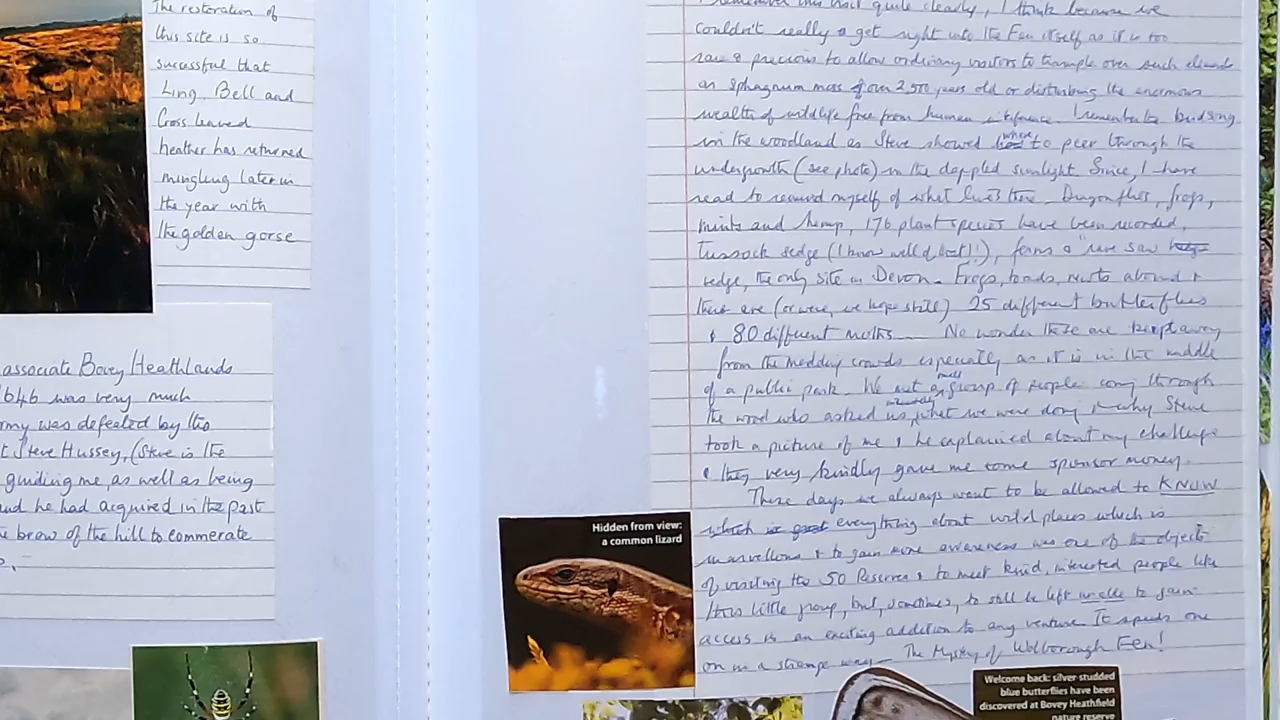 The restoration of
this site is so
sucessful that
Ling, Bell and
Cross leaved
heather has returned
mingling later in
the year with
the golden gorse
associate Bovey Heathlands
1646 was very much
my was defeated by the
t Steve Hussey, (Steve is the
guiding me, as well as being
and he had acquired in the past
e brow of the hill to commerate
remember this visit quite clearly, I think because we
couldn't really get right into the Fen itself as it is too
rare & precious to allow ordinary visitors to trample over such
as Sphagnum moss of over 2,500 years old or disturbing the enormous
wealth of wildlife free from human interference. I remember the
in the woodland as Steve showed where to peer through the
undergrowth (see photo) in the dappled sunlight. Since, I have
read to remind myself of what lives there. Dragonflies, frogs,
mints and hemp, 176 plant species have been recorded,
Tussock sedge (I know well ), ferns a "rare saw
sedge, the only site in Devon. Frogs, toads, newts abound &
there are (or were, we hope still) 25 different butterflies
& 80 different moths. No wonder these are kept away
from the madding crowds especially as it is in the middle
of a public park. We met a small group of people coming through
the wood who asked us, what we were doing & why Steve
took a picture of me & he explained about my challenge
& they very kindly gave me some sponsor money.
These days we always want to be allowed to KNOW
everything about wild places which is
marvellous & to gain more awareness was one of the objects
of visiting the 50 Reserves & to meet kind, interested people like
this little group, but, sometimes, to still be left unable to gain
access is an exciting addition to any venture. It spurs one
on in a strange way — The Mystery of Wolborough Fen!
Hidden from view:
a common lizard
Welcome back: silver-studded
blue butterflies have been
discovered at Bovey Heathfield
nature reserve